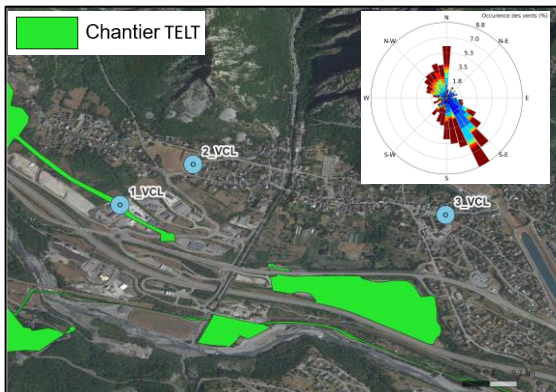 Chantier TELT
Occurence des vents (%)
N
8.8
7.0
5.3
3.5
1.8
N-W
N-E
W
E
S-W
S-E
S
2_VCL
1_VCL
3_VCL